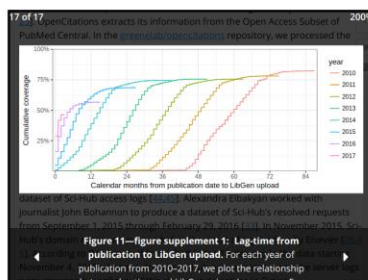 17 of 17
200%
OpenCitations extracts its information from the Open Access Subset of
PubMed Central. In the greenelab/opencitations repository, we processed the
100%
75%
50%
25%
Cumulative coverage
0
12
24
36
48
60
72
84
Calendar months from publication date to LibGen upload
year
2010
2011
2012
2013
2014
2015
2016
2017
dataset of Sci-Hub access logs [44,45]. Alexandra Elbakyan worked with
journalist John Bohannon to produce a dataset of Sci-Hub's resolved requests
from September 1, 2015 through February 29, 2016
In November 2015, Sci-
Hub's domain
Figure 11—figure supplement 1: Lag-time from
publication to LibGen upload. For each year of
publication from 2010–2017, we plot the relationship